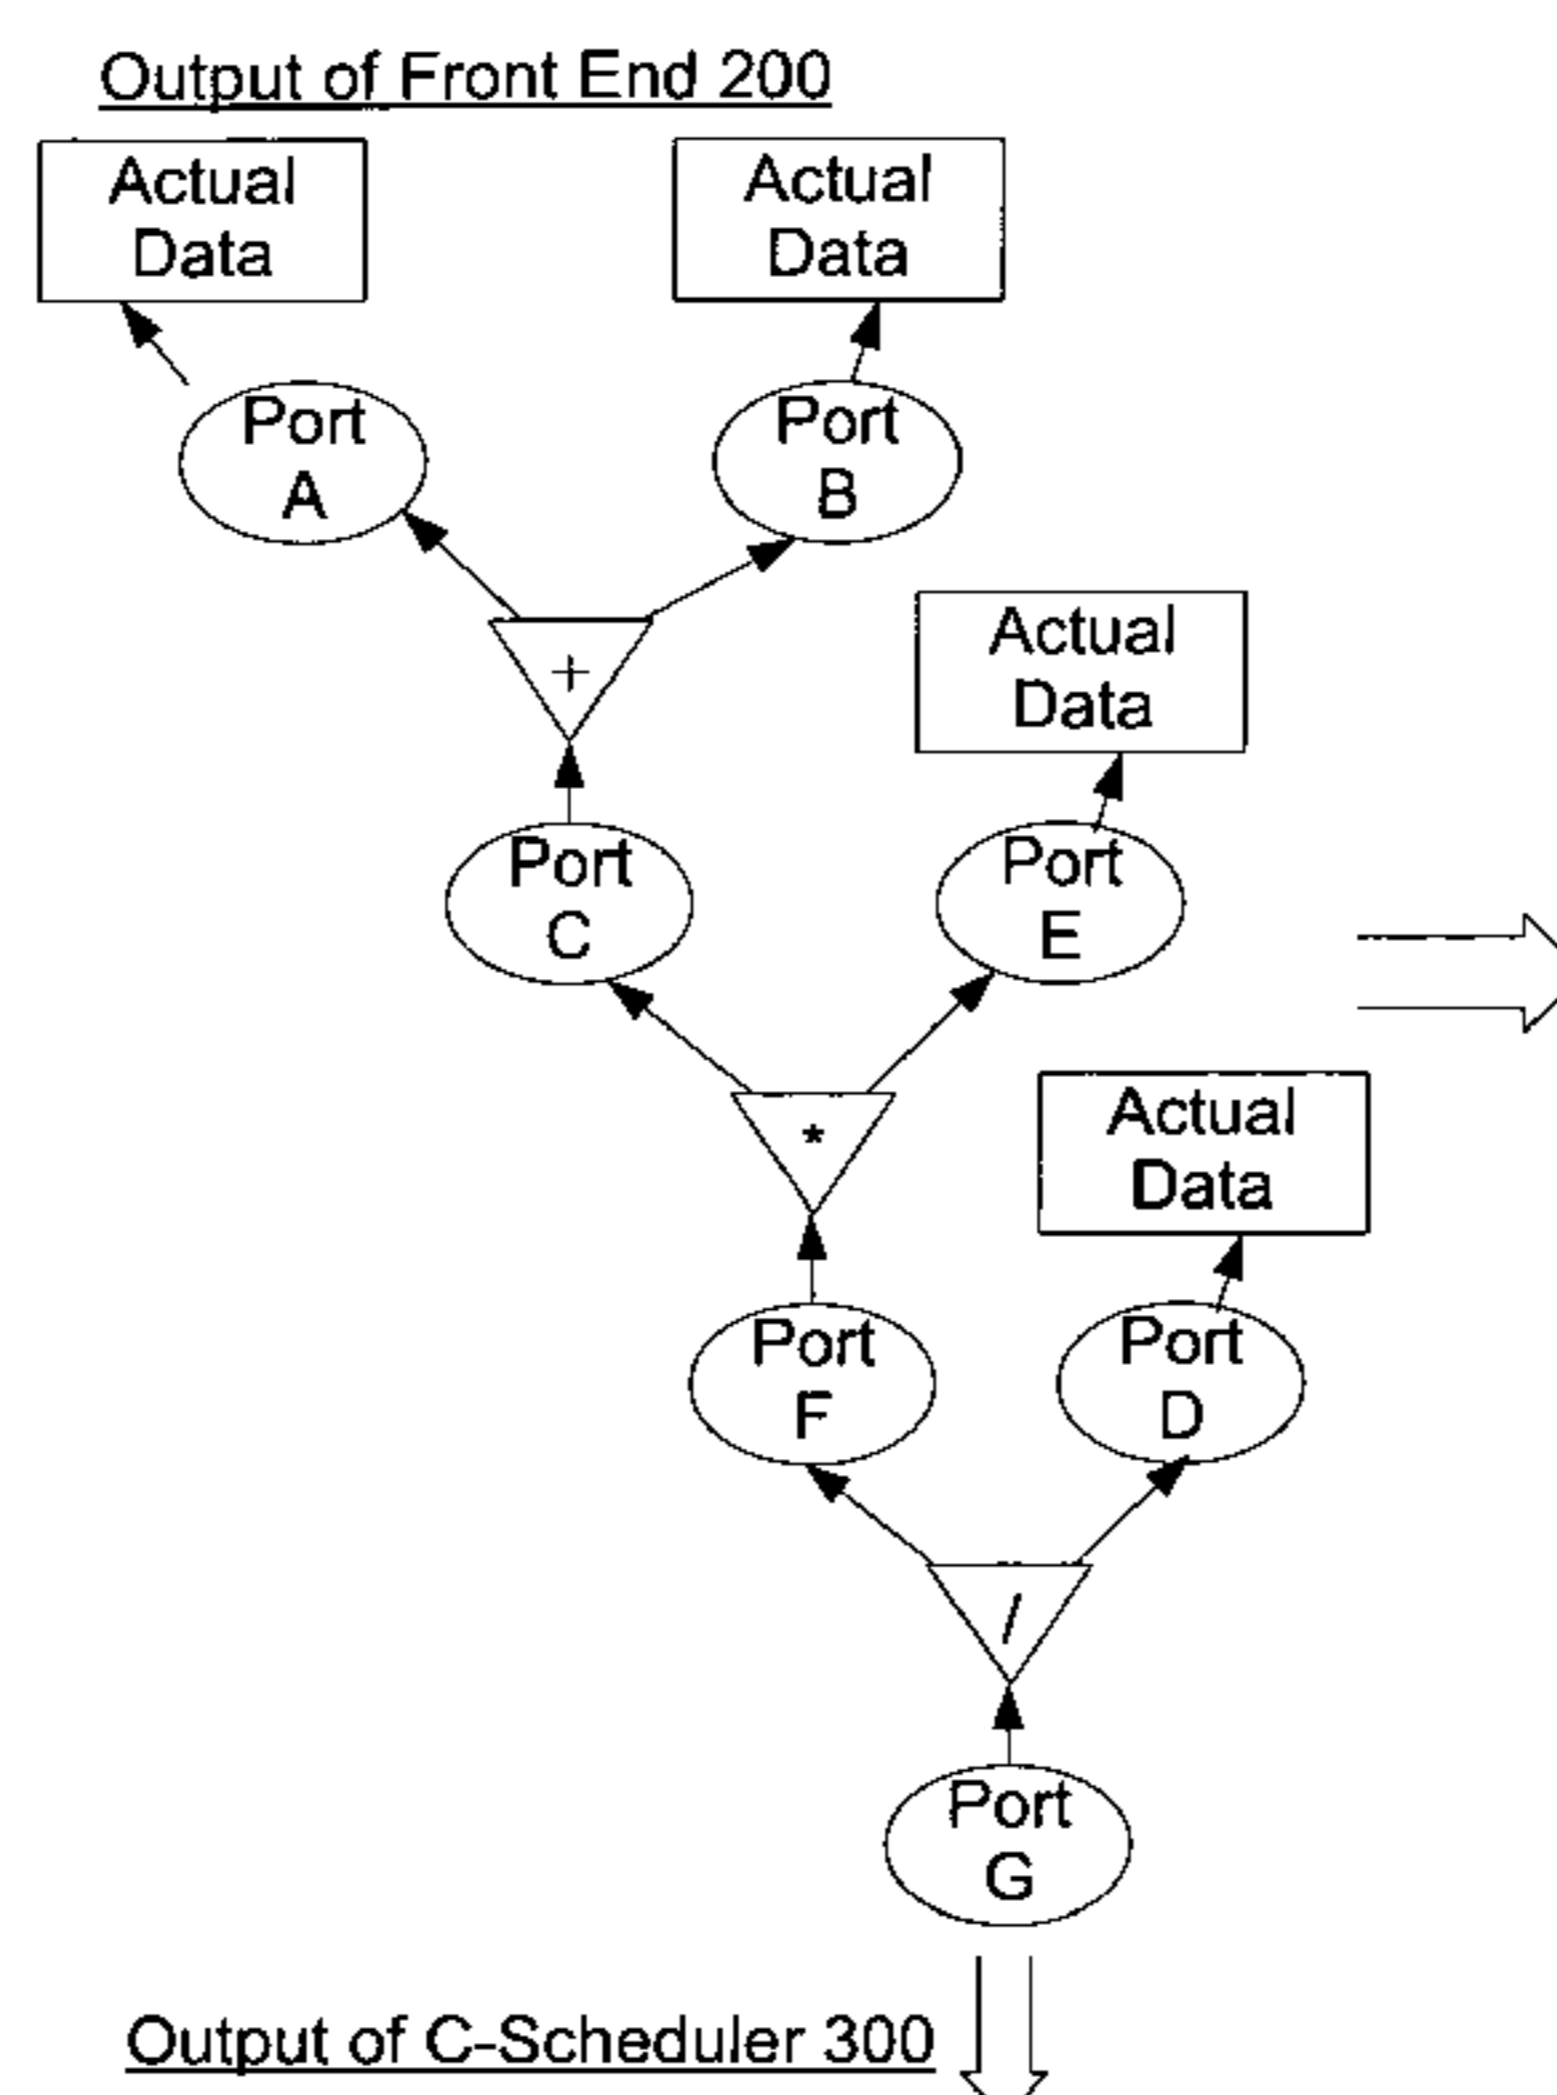 Output of Front End 200
Actual
Data
Actual
Data
Port
A
Port
B
+
Actual
Data
Port
C
Port
E
*
Actual
Data
Port
F
Port
D
/
Port
G
Output of C-Scheduler 300